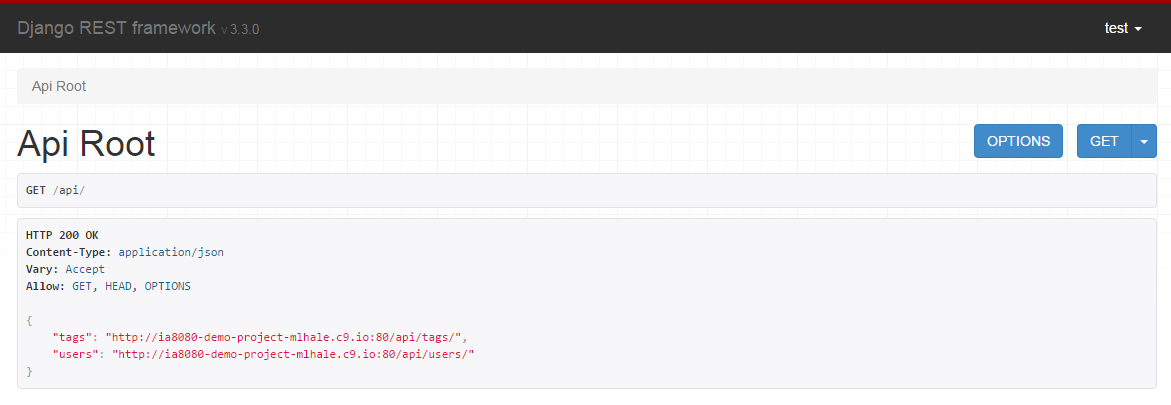 Django REST framework v 3.3.0
test
Api Root
Api Root
OPTIONS
GET
GET /api/
HTTP 200 OK
Content-Type: application/json
Vary: Accept
Allow: GET, HEAD, OPTIONS
{
"tags": "http://ia8080-demo-project-mlhale.c9.io:80/api/tags/",
"users": "http://ia8080-demo-project-mlhale.c9.io:80/api/users/"
}